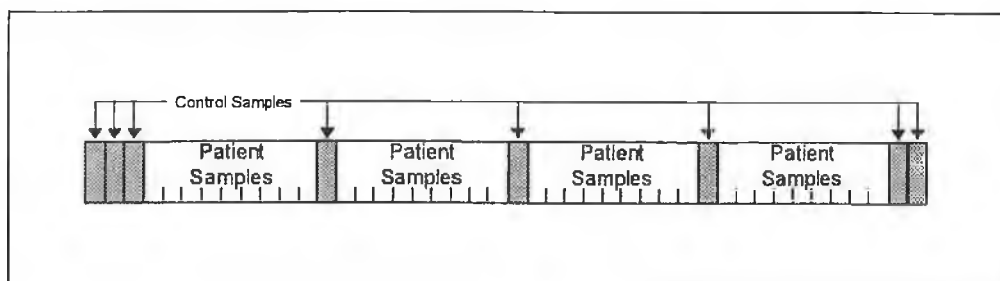 Control Samples
Patient
Samples
Patient
Samples
Patient
Samples
Patient
Samples